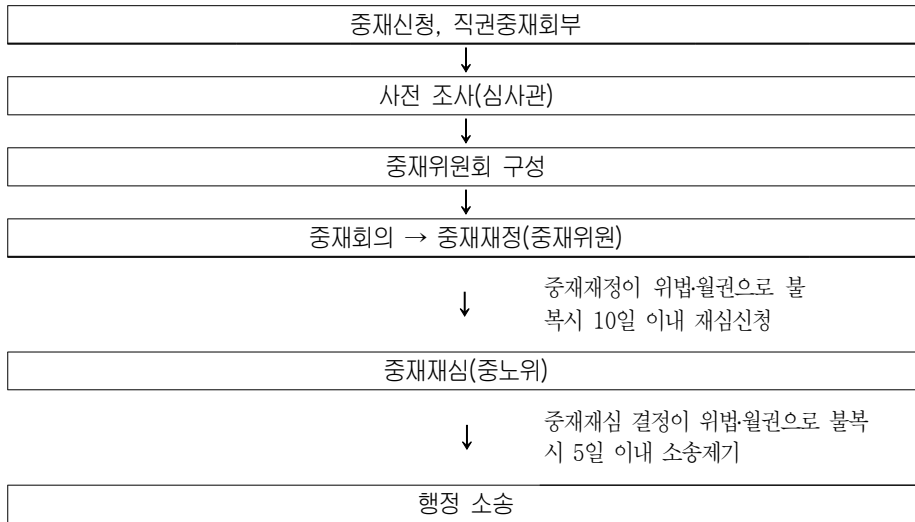 중재신청, 직권중재회부
↓
사전 조사(심사관)
↓
중재위원회 구성
↓
중재회의 → 중재재정(중재위원)
↓
중재재정이 위법·월권으로 불
복시 10일 이내 재심신청
중재재심(중노위)
↓
중재재심 결정이 위법·월권으로 불복
시 5일 이내 소송제기
행정 소송